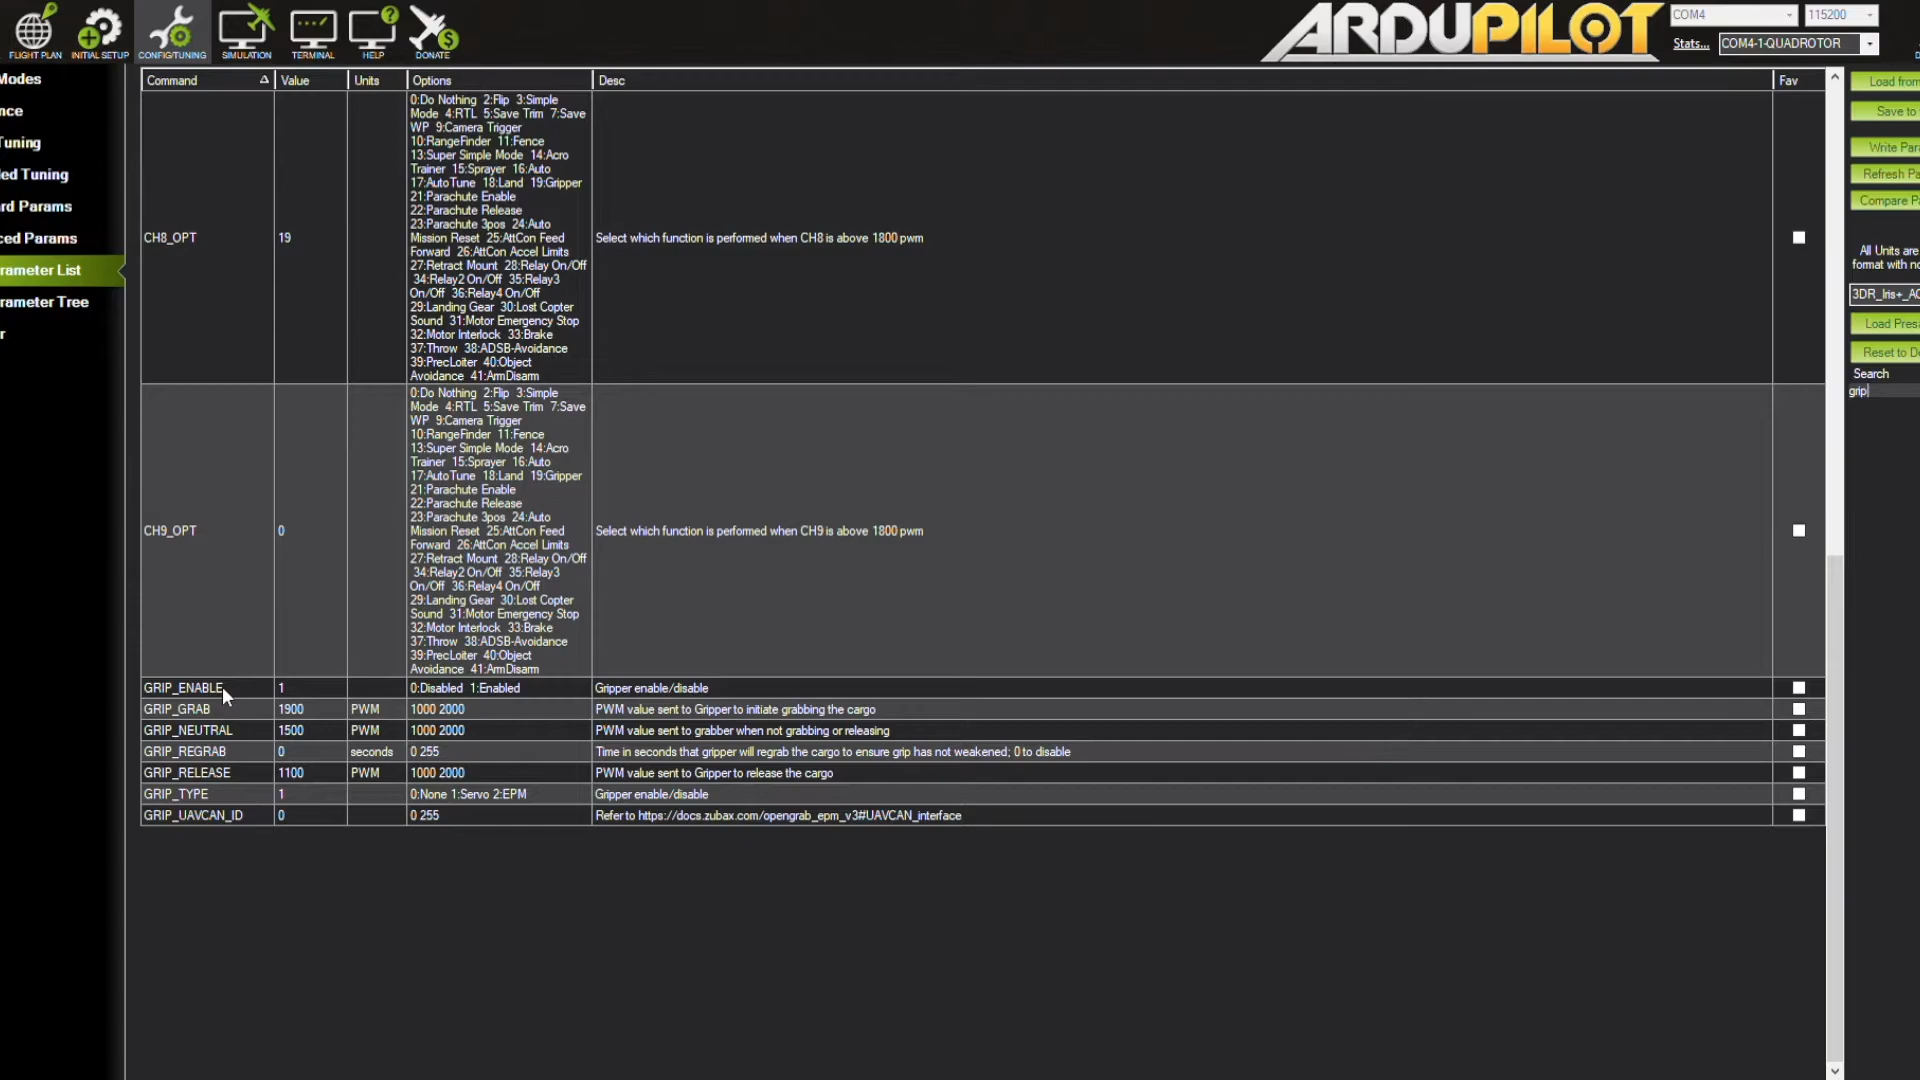 FLIGHT PLAN INITIAL SETUP CONFIG/TUNING SIMULATION TERMINAL HELP DONATE
ARDUPILOT
COM4 115200
Stats... COM4-1-QUADROTOR
Modes
nce
Tuning
ed Tuning
rd Params
ced Params
rameter List
rameter Tree
r
Command Value Units Options Desc Fav
0:Do Nothing 2:Flip 3:Simple
Mode 4:RTL 5:Save Trim 7:Save
WP 9:Camera Trigger
10:RangeFinder 11:Fence
13:Super Simple Mode 14:Acro
Trainer 15:Sprayer 16:Auto
17:AutoTune 18:Land 19:Gripper
21:Parachute Enable
22:Parachute Release
23:Parachute 3pos 24:Auto
Mission Reset 25:AttCon Feed
Forward 26:AttCon Accel Limits
27:Retract Mount 28:Relay On/Off
34:Relay2 On/Off 35:Relay3
On/Off 36:Relay4 On/Off
29:Landing Gear 30:Lost Copter
Sound 31:Motor Emergency Stop
32:Motor Interlock 33:Brake
37:Throw 38:ADSB-Avoidance
39:PrecLoiter 40:Object
Avoidance 41:ArmDisarm
CH8_OPT 19 Select which function is performed when CH8 is above 1800 pwm
0:Do Nothing 2:Flip 3:Simple
Mode 4:RTL 5:Save Trim 7:Save
WP 9:Camera Trigger
10:RangeFinder 11:Fence
13:Super Simple Mode 14:Acro
Trainer 15:Sprayer 16:Auto
17:AutoTune 18:Land 19:Gripper
21:Parachute Enable
22:Parachute Release
23:Parachute 3pos 24:Auto
Mission Reset 25:AttCon Feed
Forward 26:AttCon Accel Limits
27:Retract Mount 28:Relay On/Off
34:Relay2 On/Off 35:Relay3
On/Off 36:Relay4 On/Off
29:Landing Gear 30:Lost Copter
Sound 31:Motor Emergency Stop
32:Motor Interlock 33:Brake
37:Throw 38:ADSB-Avoidance
39:PrecLoiter 40:Object
Avoidance 41:ArmDisarm
CH9_OPT 0 Select which function is performed when CH9 is above 1800 pwm
GRIP_ENABLE 1 0:Disabled 1:Enabled Gripper enable/disable
GRIP_GRAB 1900 PWM 1000 2000 PWM value sent to Gripper to initiate grabbing the cargo
GRIP_NEUTRAL 1500 PWM 1000 2000 PWM value sent to grabber when not grabbing or releasing
GRIP_REGRAB 0 seconds 0 255 Time in seconds that gripper will regrab the cargo to ensure grip has not weakened; 0 to disable
GRIP_RELEASE 1100 PWM 1000 2000 PWM value sent to Gripper to release the cargo
GRIP_TYPE 1 0:None 1:Servo 2:EPM Gripper enable/disable
GRIP_UAVCAN_ID 0 0 255 Refer to https://docs.zubax.com/opengrab_epm_v3#UAVCAN_interface
Load from
Save to
Write Par
Refresh Pa
Compare P
All Units are
format with no
3DR_Iris+_AC
Load Pres
Reset to De
Search
grip